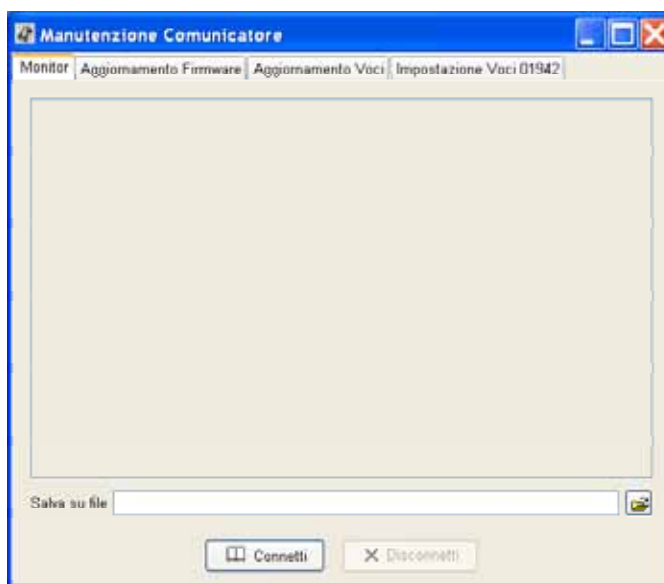 Manutenzione Comunicatore
Monitor Aggiornamento Firmware Aggiornamento Voci Impostazione Voci 01942
Salva su file
Connetti Disconnetti